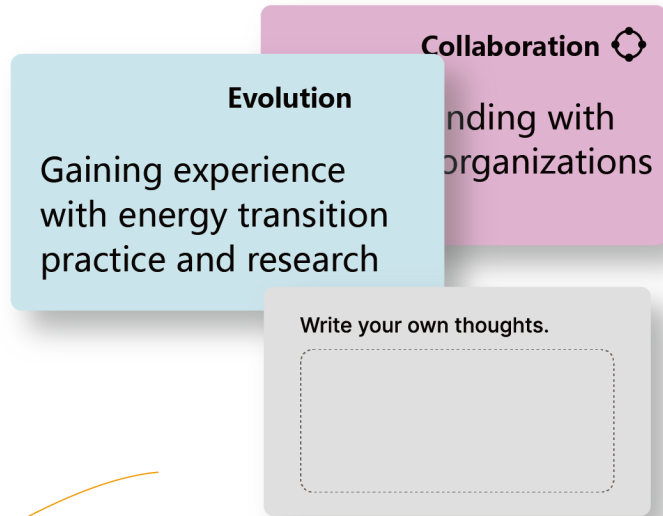 Collaboration
nding with
organizations
Evolution
Gaining experience
with energy transition
practice and research
Write your own thoughts.